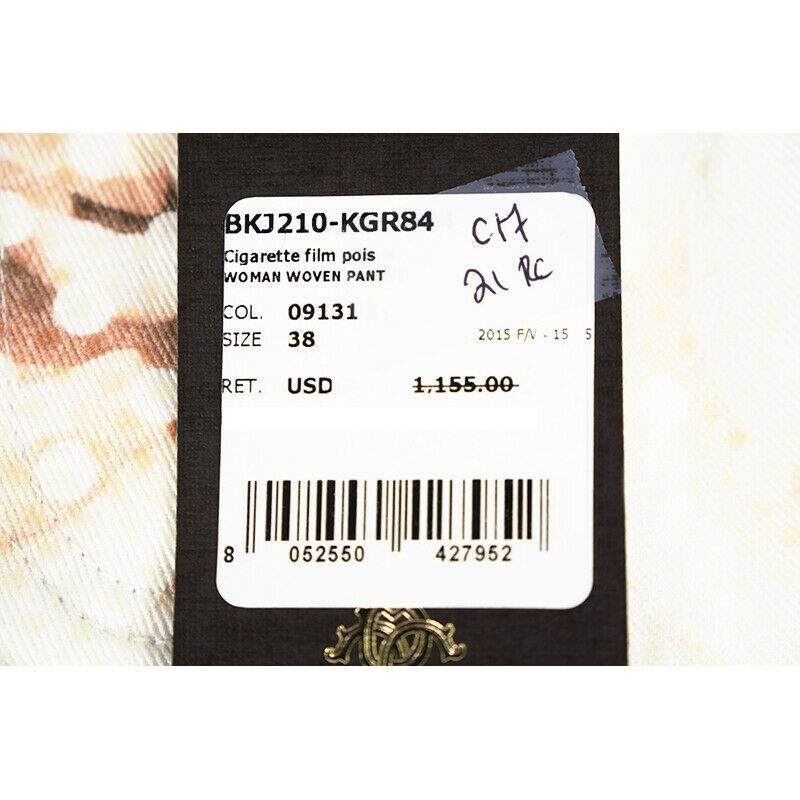 BKJ210-KGR84
Cigarette film pois
WOMAN WOVEN PANT
COL. 09131
SIZE 38
2015 F/V - 15 5
RET. USD 1,155.00
8 052550 427952